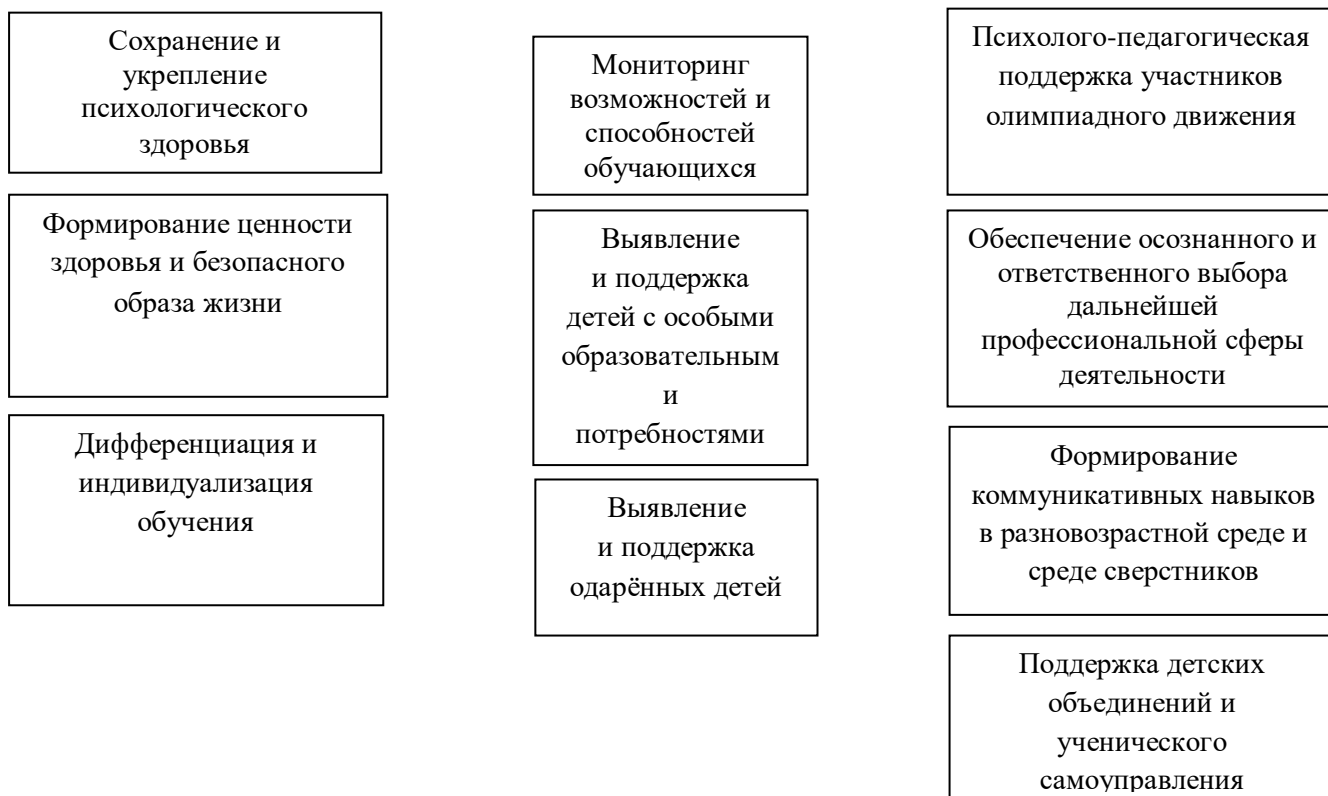 Сохранение и
укрепление
психологического
здоровья
Формирование ценности
здоровья и безопасного
образа жизни
Дифференциация и
индивидуализация
обучения
Мониторинг
возможностей и
способностей
обучающихся
Выявление
и поддержка
детей с особыми
образовательным
и
потребностями
Выявление
и поддержка
одарённых детей
Психолого-педагогическая
поддержка участников
олимпиадного движения
Обеспечение осознанного и
ответственного выбора
дальнейшей
профессиональной сферы
деятельности
Формирование
коммуникативных навыков
в разновозрастной среде и
среде сверстников
Поддержка детских
объединений и
ученического
самоуправления